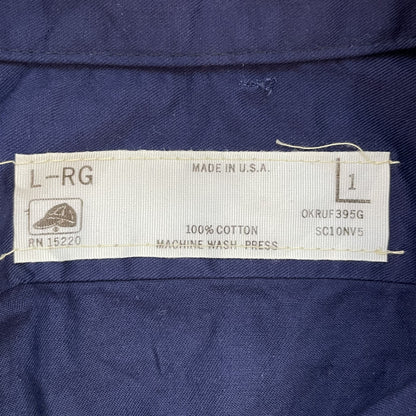 L-RG
MADE IN U.S.A.
L 1
OKRUF395G
RN 15220
100% COTTON
SC10NV5
MACHINE WASH-PRESS